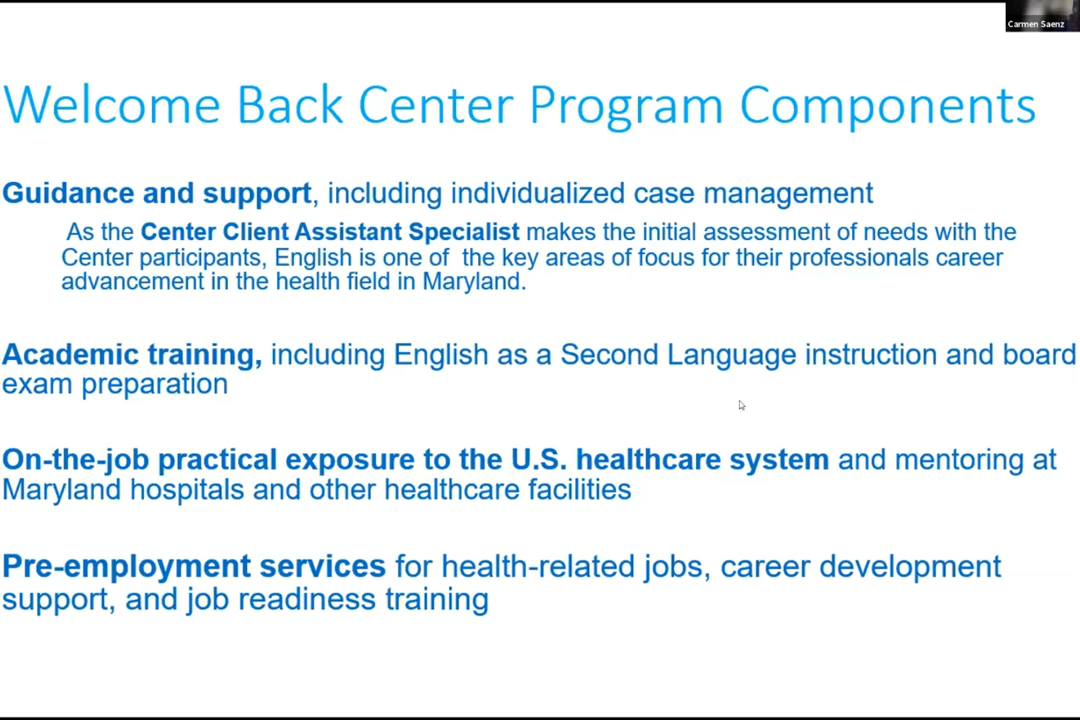 Carmen Saenz
Welcome Back Center Program Components
Guidance and support, including individualized case management
As the Center Client Assistant Specialist makes the initial assessment of needs with the
Center participants, English is one of the key areas of focus for their professionals career
advancement in the health field in Maryland.
Academic training, including English as a Second Language instruction and board
exam preparation
On-the-job practical exposure to the U.S. healthcare system and mentoring at
Maryland hospitals and other healthcare facilities
Pre-employment services for health-related jobs, career development
support, and job readiness training